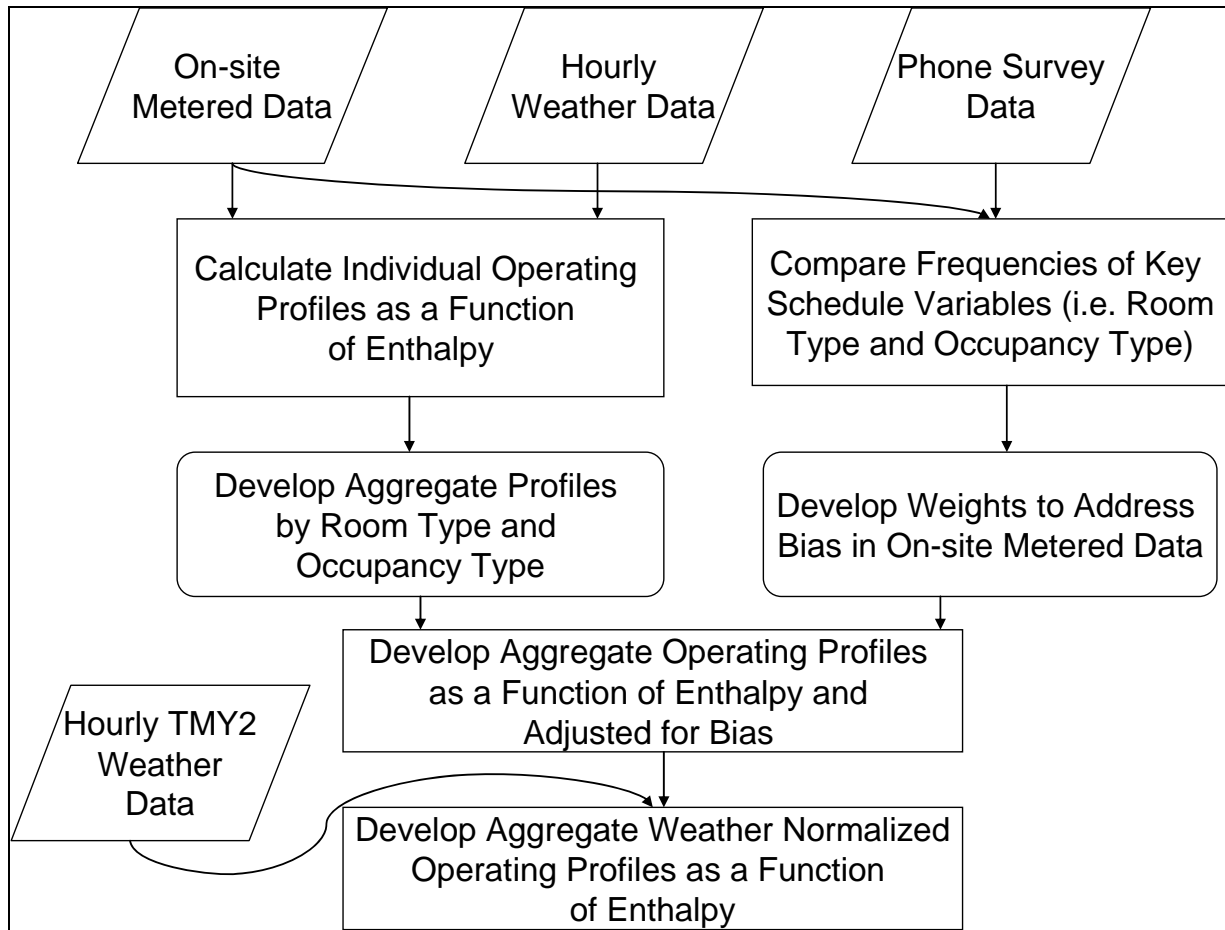 On-site
Metered Data
Hourly
Weather Data
Phone Survey
Data
Calculate Individual Operating
Profiles as a Function
of Enthalpy
Compare Frequencies of Key
Schedule Variables (i.e. Room
Type and Occupancy Type)
Develop Aggregate Profiles
by Room Type and
Occupancy Type
Develop Weights to Address
Bias in On-site Metered Data
Develop Aggregate Operating Profiles
as a Function of Enthalpy and
Adjusted for Bias
Hourly TMY2
Weather
Data
Develop Aggregate Weather Normalized
Operating Profiles as a Function
of Enthalpy